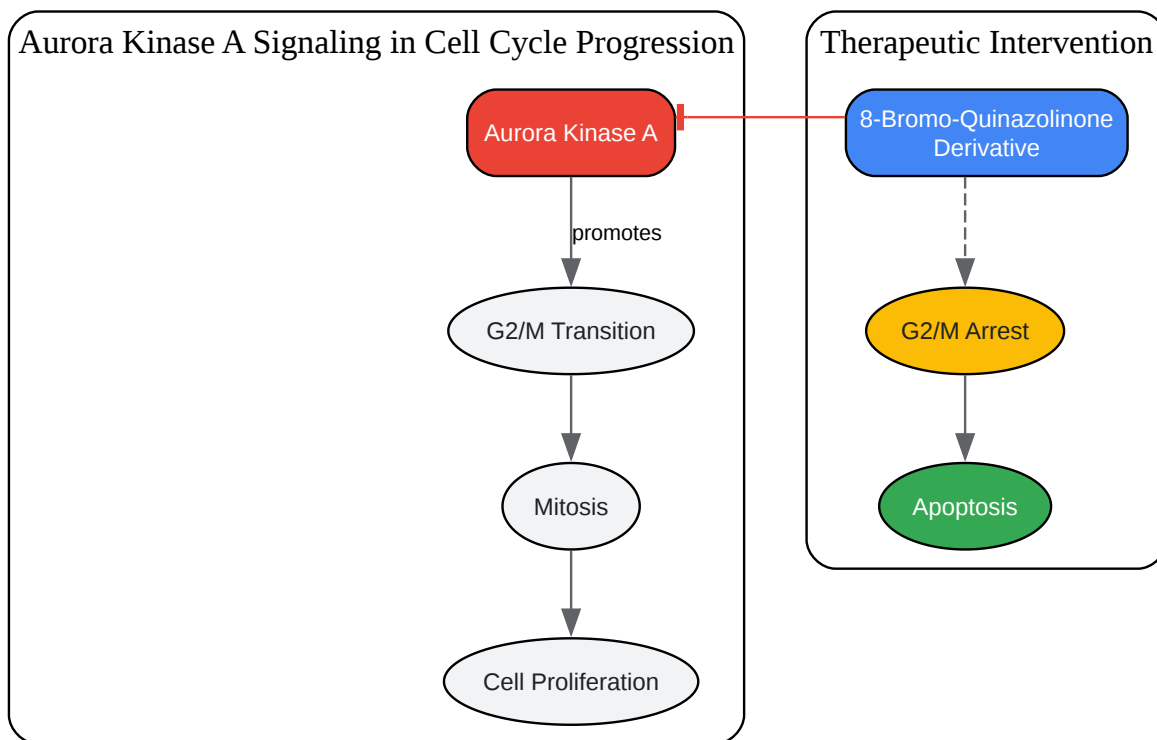 Aurora Kinase A Signaling in Cell Cycle Progression
Aurora Kinase A
promotes
G2/M Transition
Mitosis
Cell Proliferation
Therapeutic Intervention
8-Bromo-Quinazolinone
Derivative
G2/M Arrest
Apoptosis